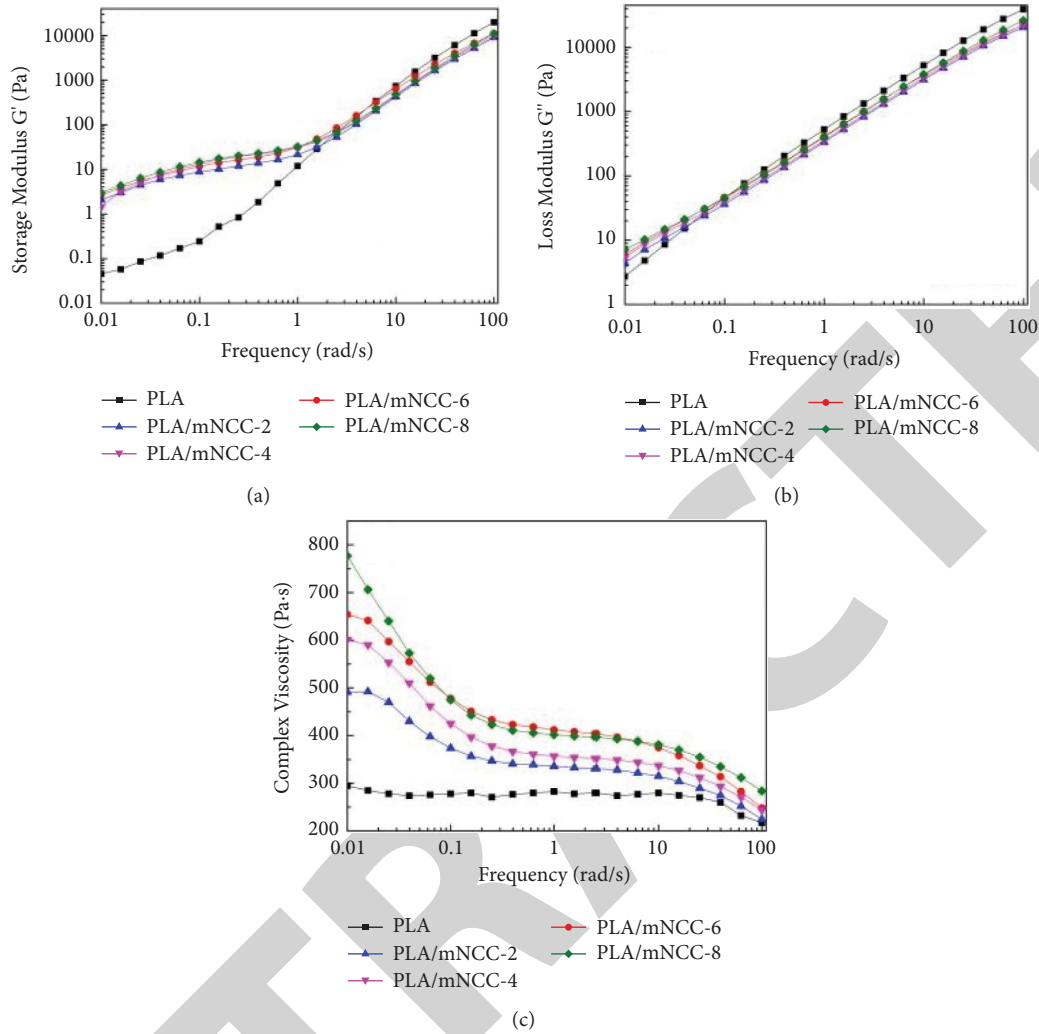 Storage Modulus G' (Pa)
10000
1000
100
10
1
0.1
0.01
0.01 0.1 1 10 100
Frequency (rad/s)
PLA
PLA/mNCC-2
PLA/mNCC-4
PLA/mNCC-6
PLA/mNCC-8
(a)
Loss Modulus G'' (Pa)
10000
1000
100
10
1
0.01 0.1 1 10 100
Frequency (rad/s)
PLA
PLA/mNCC-2
PLA/mNCC-4
PLA/mNCC-6
PLA/mNCC-8
(b)
Complex Viscosity (Pa·s)
800
700
600
500
400
300
200
0.01 0.1 1 10 100
Frequency (rad/s)
PLA
PLA/mNCC-2
PLA/mNCC-4
PLA/mNCC-6
PLA/mNCC-8
(c)